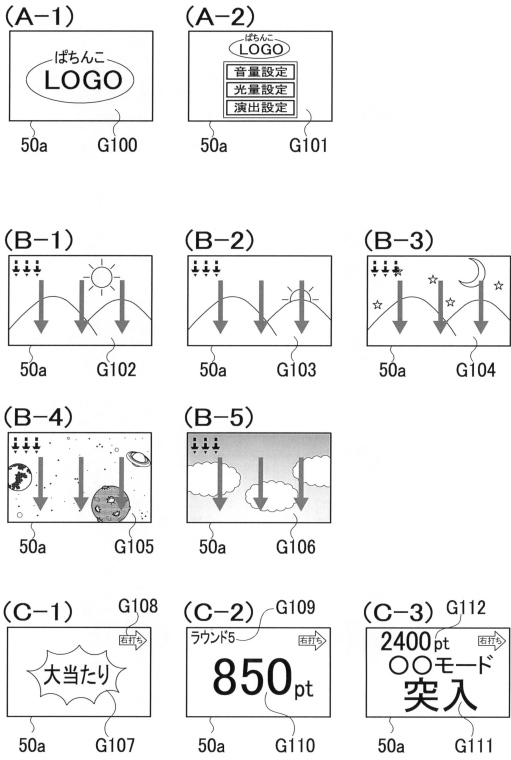 (A-1)
ぱちんこ
LOGO
50a
G100
(A-2)
ぱちんこ
LOGO
音量設定
光量設定
演出設定
50a
G101
(B-1)
50a
G102
(B-2)
50a
G103
(B-3)
50a
G104
(B-4)
50a
G105
(B-5)
50a
G106
(C-1)
G108
右打ち
大当たり
50a
G107
(C-2)
G109
ラウンド5
右打ち
850pt
50a
G110
(C-3)
G112
2400pt
右打ち
○○モード
突入
50a
G111